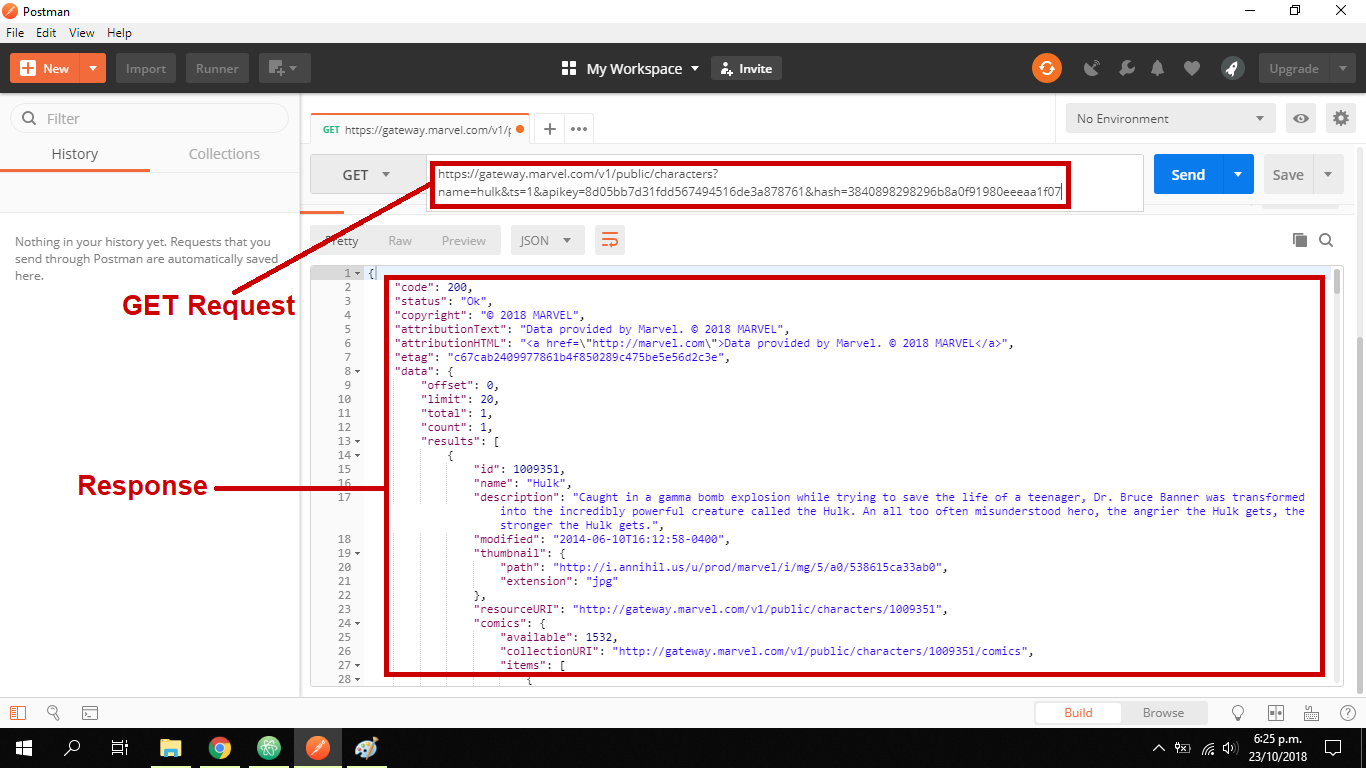 Postman
File Edit View Help
New Import Runner My Workspace Invite Upgrade
Filter
History Collections
Nothing in your history yet. Requests that you
send through Postman are automatically saved
here.
GET https://gateway.marvel.com/v1/p
No Environment
GET
https://gateway.marvel.com/v1/public/characters?
name=hulk&ts=1&apikey=8d05bb7d31fdd567494516de3a878761&hash=3840898298296b8a0f91980eeeaa1f07
Send Save
Pretty Raw Preview JSON
GET Request
Response
1 {
2 "code": 200,
3 "status": "Ok",
4 "copyright": "© 2018 MARVEL",
5 "attributionText": "Data provided by Marvel. © 2018 MARVEL",
6 "attributionHTML": "<a href=\"http://marvel.com\">Data provided by Marvel. © 2018 MARVEL</a>",
7 "etag": "c67cab2409977861b4f850289c475be5e56d2c3e",
8 "data": {
9 "offset": 0,
10 "limit": 20,
11 "total": 1,
12 "count": 1,
13 "results": [
14 {
15 "id": 1009351,
16 "name": "Hulk",
17 "description": "Caught in a gamma bomb explosion while trying to save the life of a teenager, Dr. Bruce Banner was transformed
into the incredibly powerful creature called the Hulk. An all too often misunderstood hero, the angrier the Hulk gets, the
stronger the Hulk gets.",
18 "modified": "2014-06-10T16:12:58-0400",
19 "thumbnail": {
20 "path": "http://i.annihil.us/u/prod/marvel/i/mg/5/a0/538615ca33ab0",
21 "extension": "jpg"
22 },
23 "resourceURI": "http://gateway.marvel.com/v1/public/characters/1009351",
24 "comics": {
25 "available": 1532,
26 "collectionURI": "http://gateway.marvel.com/v1/public/characters/1009351/comics",
27 "items": [
28 {
Build Browse
6:25 p.m.
23/10/2018